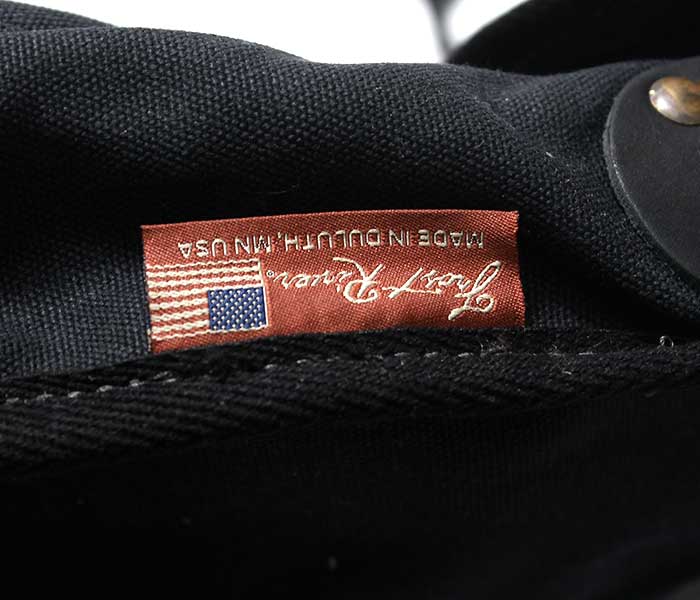 Frost River®
MADE IN DULUTH, MN USA